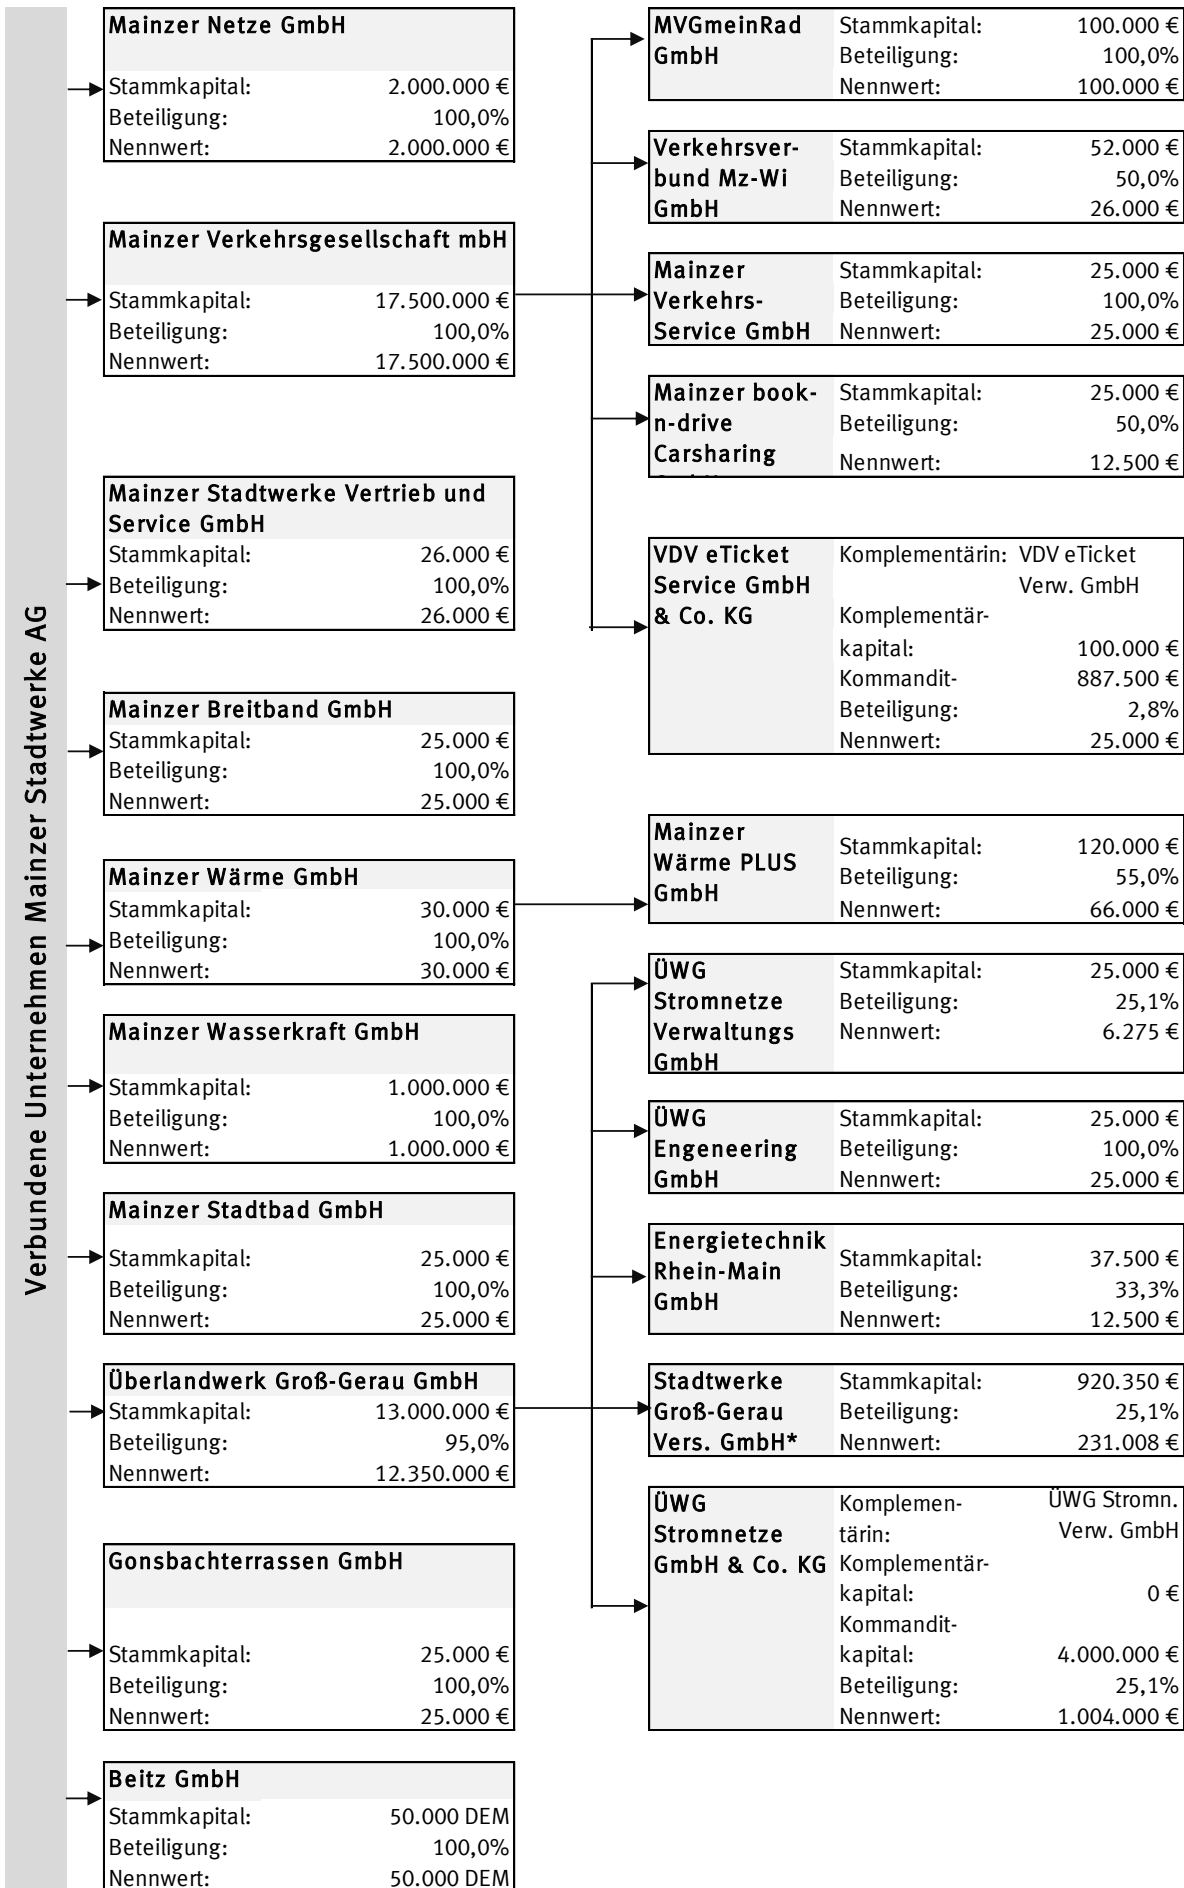 Verbundene Unternehmen Mainzer Stadtwerke AG
Mainzer Netze GmbH
Stammkapital: 2.000.000 €
Beteiligung: 100,0%
Nennwert: 2.000.000 €
Mainzer Verkehrsgesellschaft mbH
Stammkapital: 17.500.000 €
Beteiligung: 100,0%
Nennwert: 17.500.000 €
Mainzer Stadtwerke Vertrieb und
Service GmbH
Stammkapital: 26.000 €
Beteiligung: 100,0%
Nennwert: 26.000 €
Mainzer Breitband GmbH
Stammkapital: 25.000 €
Beteiligung: 100,0%
Nennwert: 25.000 €
Mainzer Wärme GmbH
Stammkapital: 30.000 €
Beteiligung: 100,0%
Nennwert: 30.000 €
Mainzer Wasserkraft GmbH
Stammkapital: 1.000.000 €
Beteiligung: 100,0%
Nennwert: 1.000.000 €
Mainzer Stadtbad GmbH
Stammkapital: 25.000 €
Beteiligung: 100,0%
Nennwert: 25.000 €
Überlandwerk Groß-Gerau GmbH
Stammkapital: 13.000.000 €
Beteiligung: 95,0%
Nennwert: 12.350.000 €
Gonsbachterrassen GmbH
Stammkapital: 25.000 €
Beteiligung: 100,0%
Nennwert: 25.000 €
Beitz GmbH
Stammkapital: 50.000 DEM
Beteiligung: 100,0%
Nennwert: 50.000 DEM
MVGmeinRad Stammkapital: 100.000 €
GmbH Beteiligung: 100,0%
Nennwert: 100.000 €
Verkehrsver- Stammkapital: 52.000 €
bund Mz-Wi Beteiligung: 50,0%
GmbH Nennwert: 26.000 €
Mainzer Stammkapital: 25.000 €
Verkehrs- Beteiligung: 100,0%
Service GmbH Nennwert: 25.000 €
Mainzer book- Stammkapital: 25.000 €
n-drive Beteiligung: 50,0%
Carsharing Nennwert: 12.500 €
VDV eTicket Komplementärin: VDV eTicket
Service GmbH Verw. GmbH
& Co. KG Komplementär-
kapital: 100.000 €
Kommandit- 887.500 €
Beteiligung: 2,8%
Nennwert: 25.000 €
Mainzer Stammkapital: 120.000 €
Wärme PLUS Beteiligung: 55,0%
GmbH Nennwert: 66.000 €
ÜWG Stammkapital: 25.000 €
Stromnetze Beteiligung: 25,1%
Verwaltungs Nennwert: 6.275 €
GmbH
ÜWG Stammkapital: 25.000 €
Engeneering Beteiligung: 100,0%
GmbH Nennwert: 25.000 €
Energietechnik Stammkapital: 37.500 €
Rhein-Main Beteiligung: 33,3%
GmbH Nennwert: 12.500 €
Stadtwerke Stammkapital: 920.350 €
Groß-Gerau Beteiligung: 25,1%
Vers. GmbH* Nennwert: 231.008 €
ÜWG Komplemen- ÜWG Stromn.
Stromnetze tärin: Verw. GmbH
GmbH & Co. KG Komplementär-
kapital: 0 €
Kommandit-
kapital: 4.000.000 €
Beteiligung: 25,1%
Nennwert: 1.004.000 €